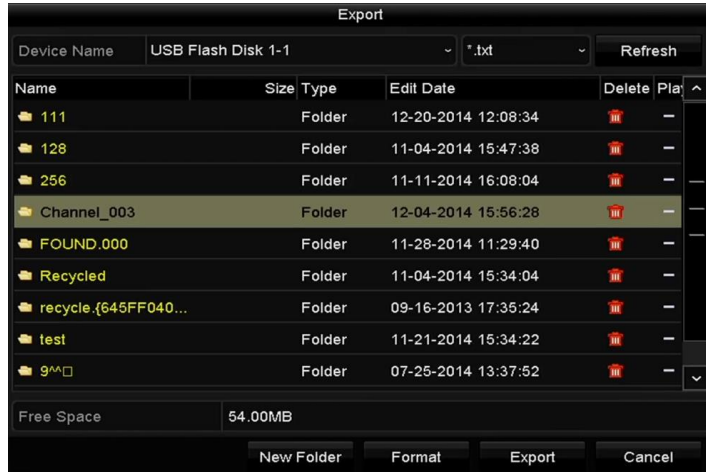 Export
Device Name USB Flash Disk 1-1 *.txt Refresh
Name Size Type Edit Date Delete Play
111 Folder 12-20-2014 12:08:34
128 Folder 11-04-2014 15:47:38
256 Folder 11-11-2014 16:08:04
Channel_003 Folder 12-04-2014 15:56:28
FOUND.000 Folder 11-28-2014 11:29:40
Recycled Folder 11-04-2014 15:34:04
recycle.{645FF040... Folder 09-16-2013 17:35:24
test Folder 11-21-2014 15:34:22
9^^□ Folder 07-25-2014 13:37:52
Free Space 54.00MB
New Folder Format Export Cancel